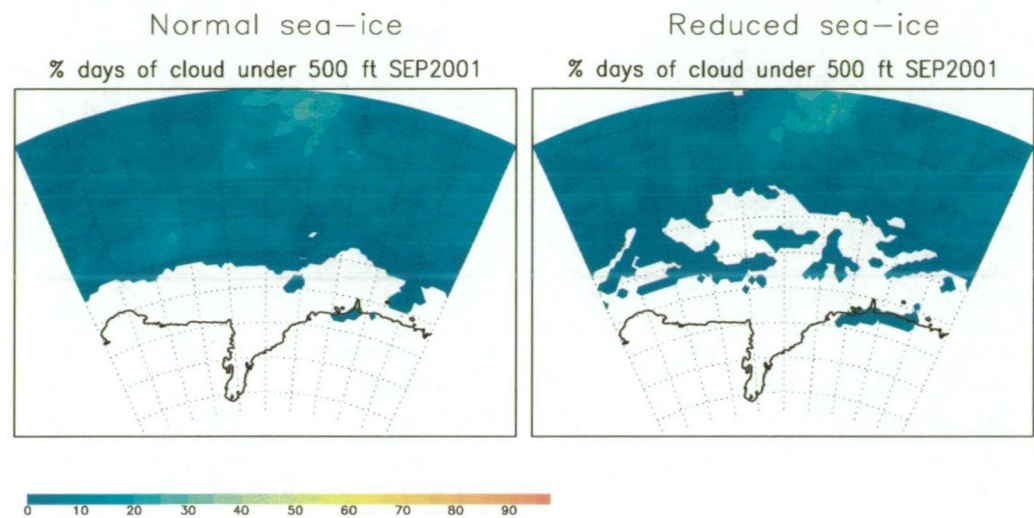 Normal sea-ice
Reduced sea-ice
% days of cloud under 500 ft SEP2001
% days of cloud under 500 ft SEP2001
0 10 20 30 40 50 60 70 80 90